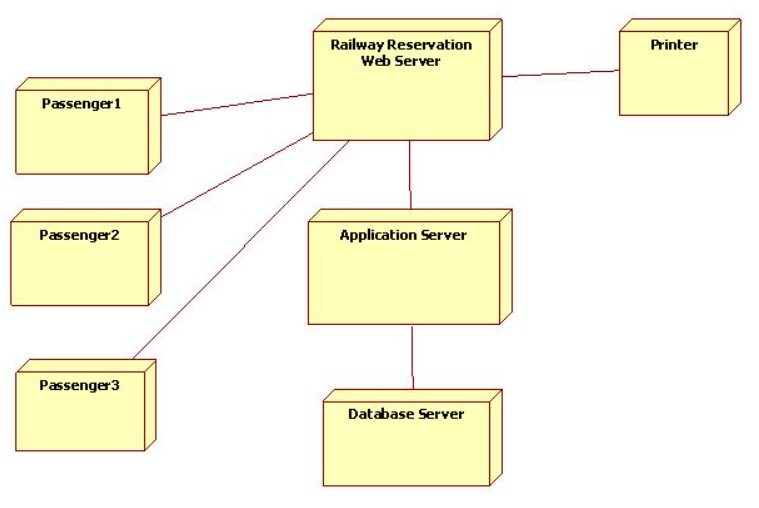 Railway Reservation
Web Server
Printer
Passenger1
Passenger2
Application Server
Passenger3
Database Server